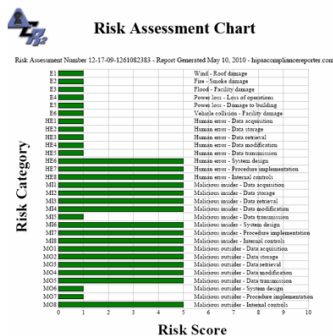 Risk Assessment Chart
Risk Assessment Number 12-17-09-1261082383 - Report Generated May 10, 2010 - hipaacompliancereporter.com
Risk Category
E1 Wind - Roof damage
E2 Fire - Smoke damage
E3 Flood - Facility damage
E4 Power loss - Loss of operations
E5 Power loss - Damage to building
E6 Vehicle collision - Facility damage
HE1 Human error - Data acquisition
HE2 Human error - Data storage
HE3 Human error - Data retrieval
HE4 Human error - Data modification
HE5 Human error - Data transmission
HE6 Human error - System design
HE7 Human error - Procedure implementation
HE8 Human error - Internal controls
MI1 Malicious insider - Data acquisition
MI2 Malicious insider - Data storage
MI3 Malicious insider - Data retrieval
MI4 Malicious insider - Data modification
MI5 Malicious insider - Data transmission
MI6 Malicious insider - System design
MI7 Malicious insider - Procedure implementation
MI8 Malicious insider - Internal controls
MO1 Malicious outsider - Data acquisition
MO2 Malicious outsider - Data storage
MO3 Malicious outsider - Data retrieval
MO4 Malicious outsider - Data modification
MO5 Malicious outsider - Data transmission
MO6 Malicious outsider - System design
MO7 Malicious outsider - Procedure implementation
MO8 Malicious outsider - Internal controls
0 1 2 3 4 5 6 7 8 9 10
Risk Score